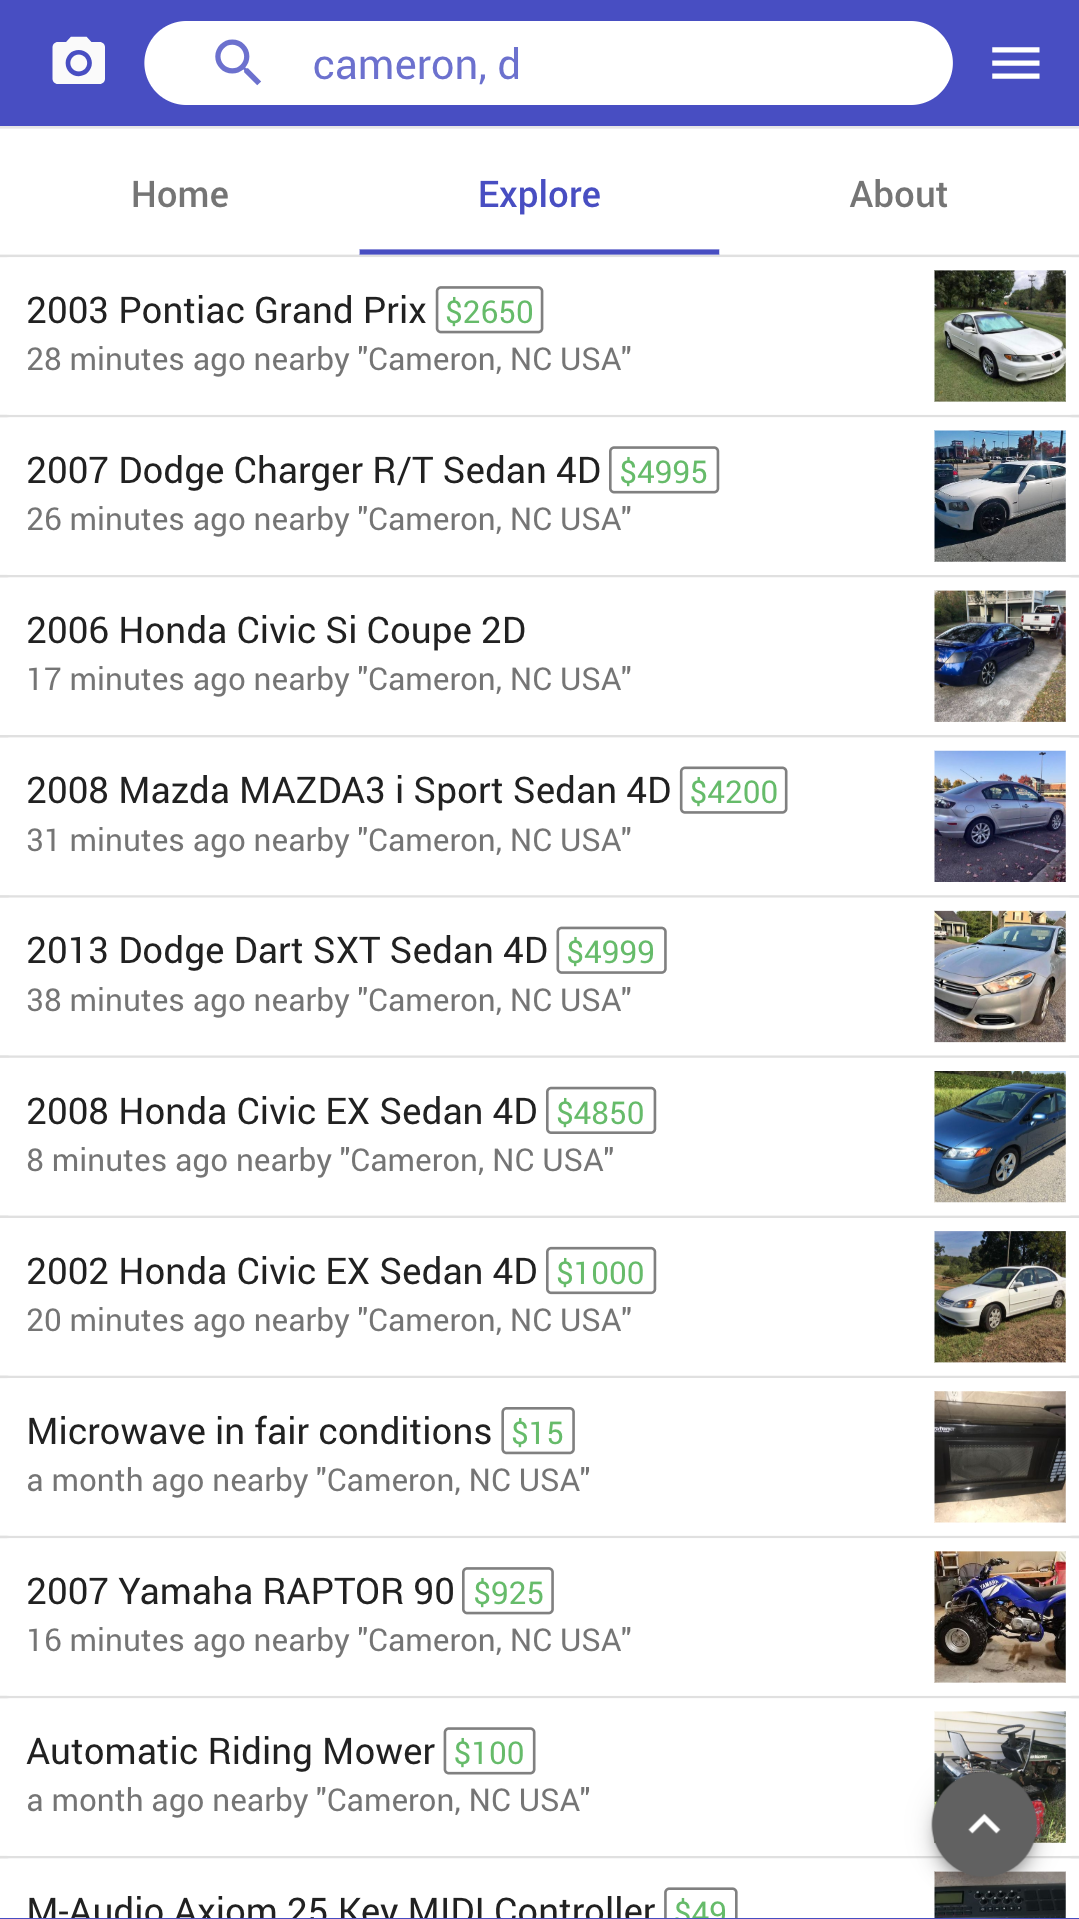 cameron, d
Home Explore About
2003 Pontiac Grand Prix $2650
28 minutes ago nearby "Cameron, NC USA"
2007 Dodge Charger R/T Sedan 4D $4995
26 minutes ago nearby "Cameron, NC USA"
2006 Honda Civic Si Coupe 2D
17 minutes ago nearby "Cameron, NC USA"
2008 Mazda MAZDA3 i Sport Sedan 4D $4200
31 minutes ago nearby "Cameron, NC USA"
2013 Dodge Dart SXT Sedan 4D $4999
38 minutes ago nearby "Cameron, NC USA"
2008 Honda Civic EX Sedan 4D $4850
8 minutes ago nearby "Cameron, NC USA"
2002 Honda Civic EX Sedan 4D $1000
20 minutes ago nearby "Cameron, NC USA"
Microwave in fair conditions $15
a month ago nearby "Cameron, NC USA"
2007 Yamaha RAPTOR 90 $925
16 minutes ago nearby "Cameron, NC USA"
Automatic Riding Mower $100
a month ago nearby "Cameron, NC USA"
M-Audio Axiom 25 Key MIDI Controller $49